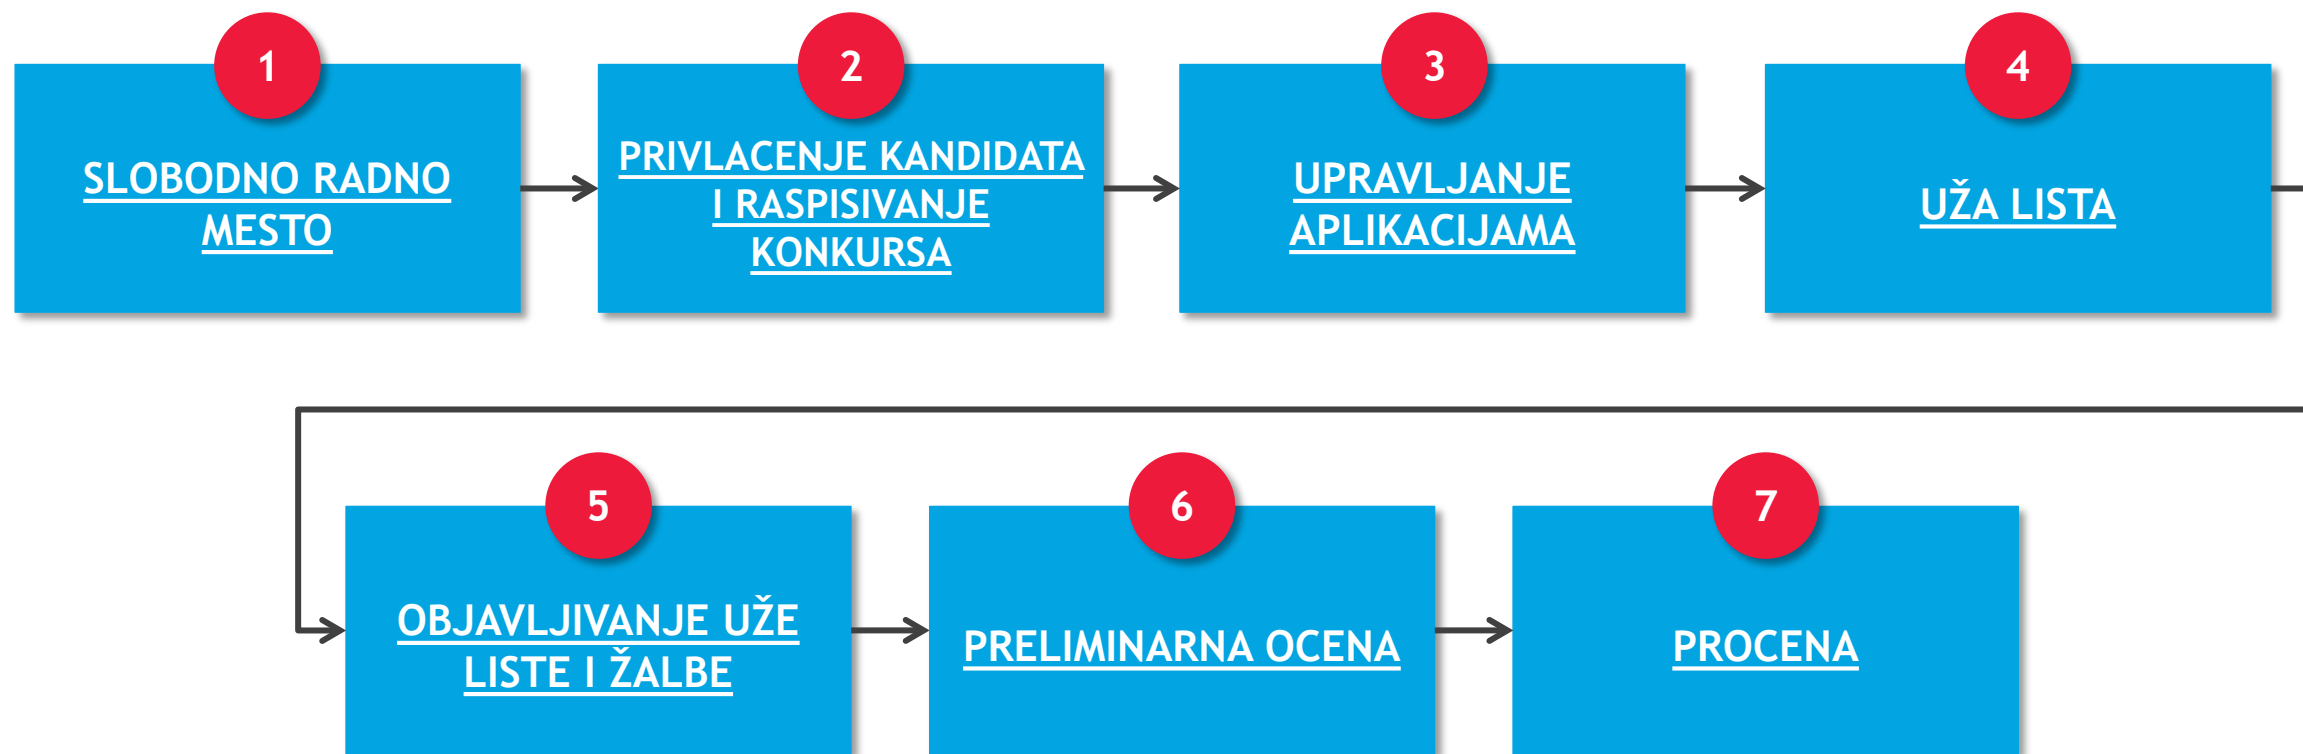 1
SLOBODNO RADNO
MESTO
2
PRIVLACENJE KANDIDATA
I RASPISIVANJE
KONKURSA
3
UPRAVLJANJE
APLIKACIJAMA
4
UŽA LISTA
5
OBJAVLJIVANJE UŽE
LISTE I ŽALBE
6
PRELIMINARNA OCENA
7
PROCENA